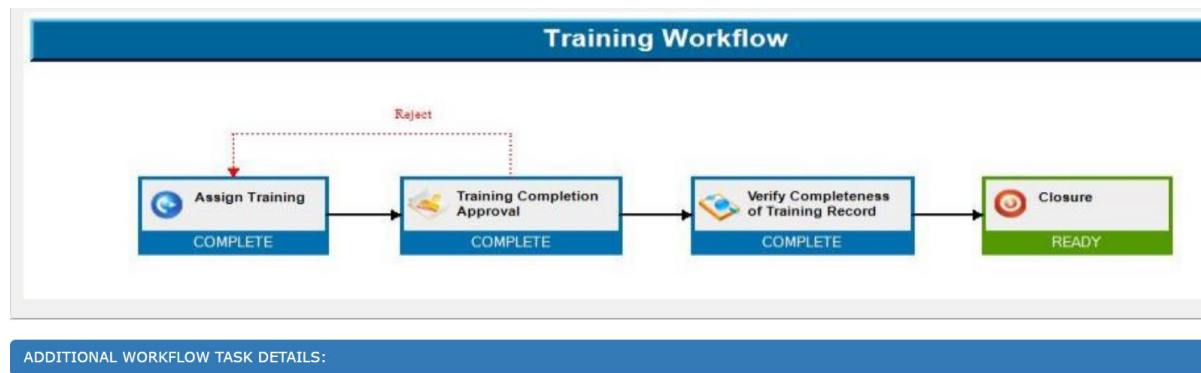 Training Workflow
Reject
Assign Training
COMPLETE
Training Completion
Approval
COMPLETE
Verify Completeness
of Training Record
COMPLETE
Closure
READY
ADDITIONAL WORKFLOW TASK DETAILS: